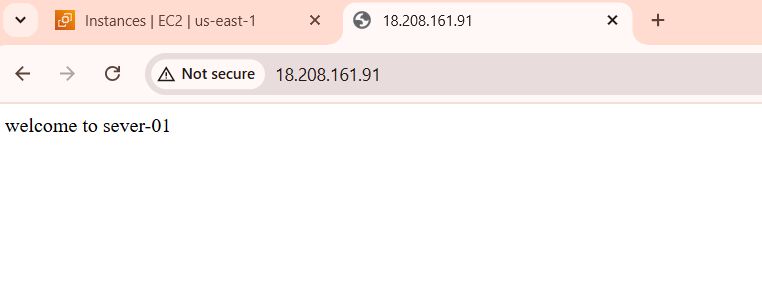 Instances | EC2 | us-east-1
18.208.161.91
Not secure
18.208.161.91
welcome to sever-01